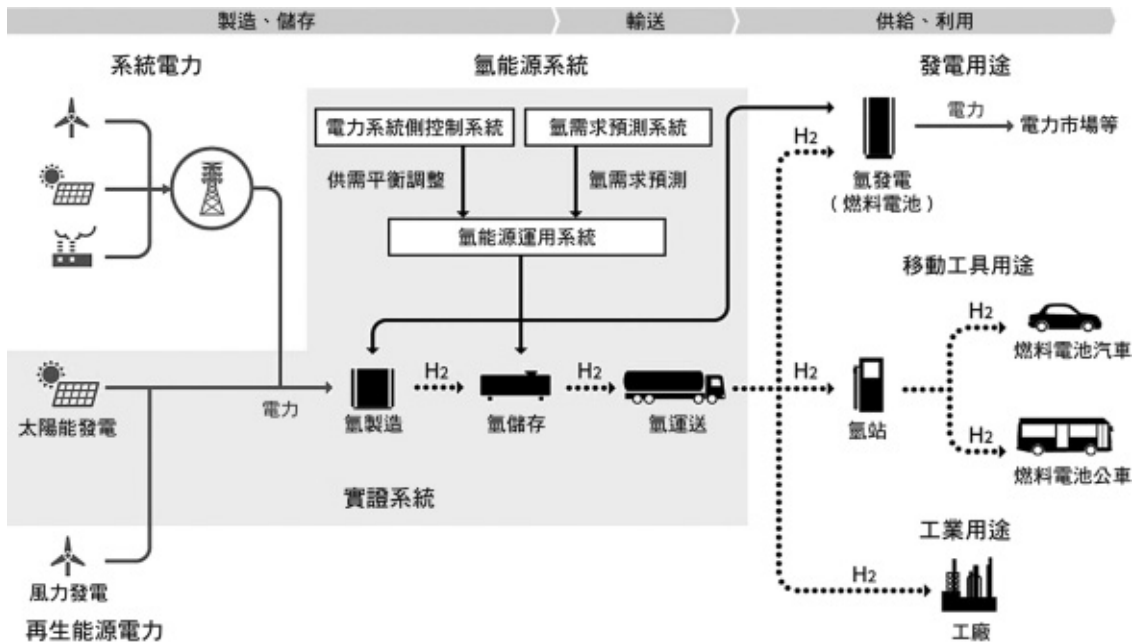 製造、儲存
輸送
供給、利用
系統電力
氫能源系統
發電用途
電力系統側控制系統
氫需求預測系統
供需平衡調整
氫需求預測
氫能源運用系統
H2
電力
電力市場等
氫發電
(燃料電池)
移動工具用途
H2
燃料電池汽車
太陽能發電
電力
氫製造
H2
氫儲存
H2
氫運送
H2
氫站
H2
燃料電池公車
實證系統
工業用途
風力發電
H2
工廠
再生能源電力